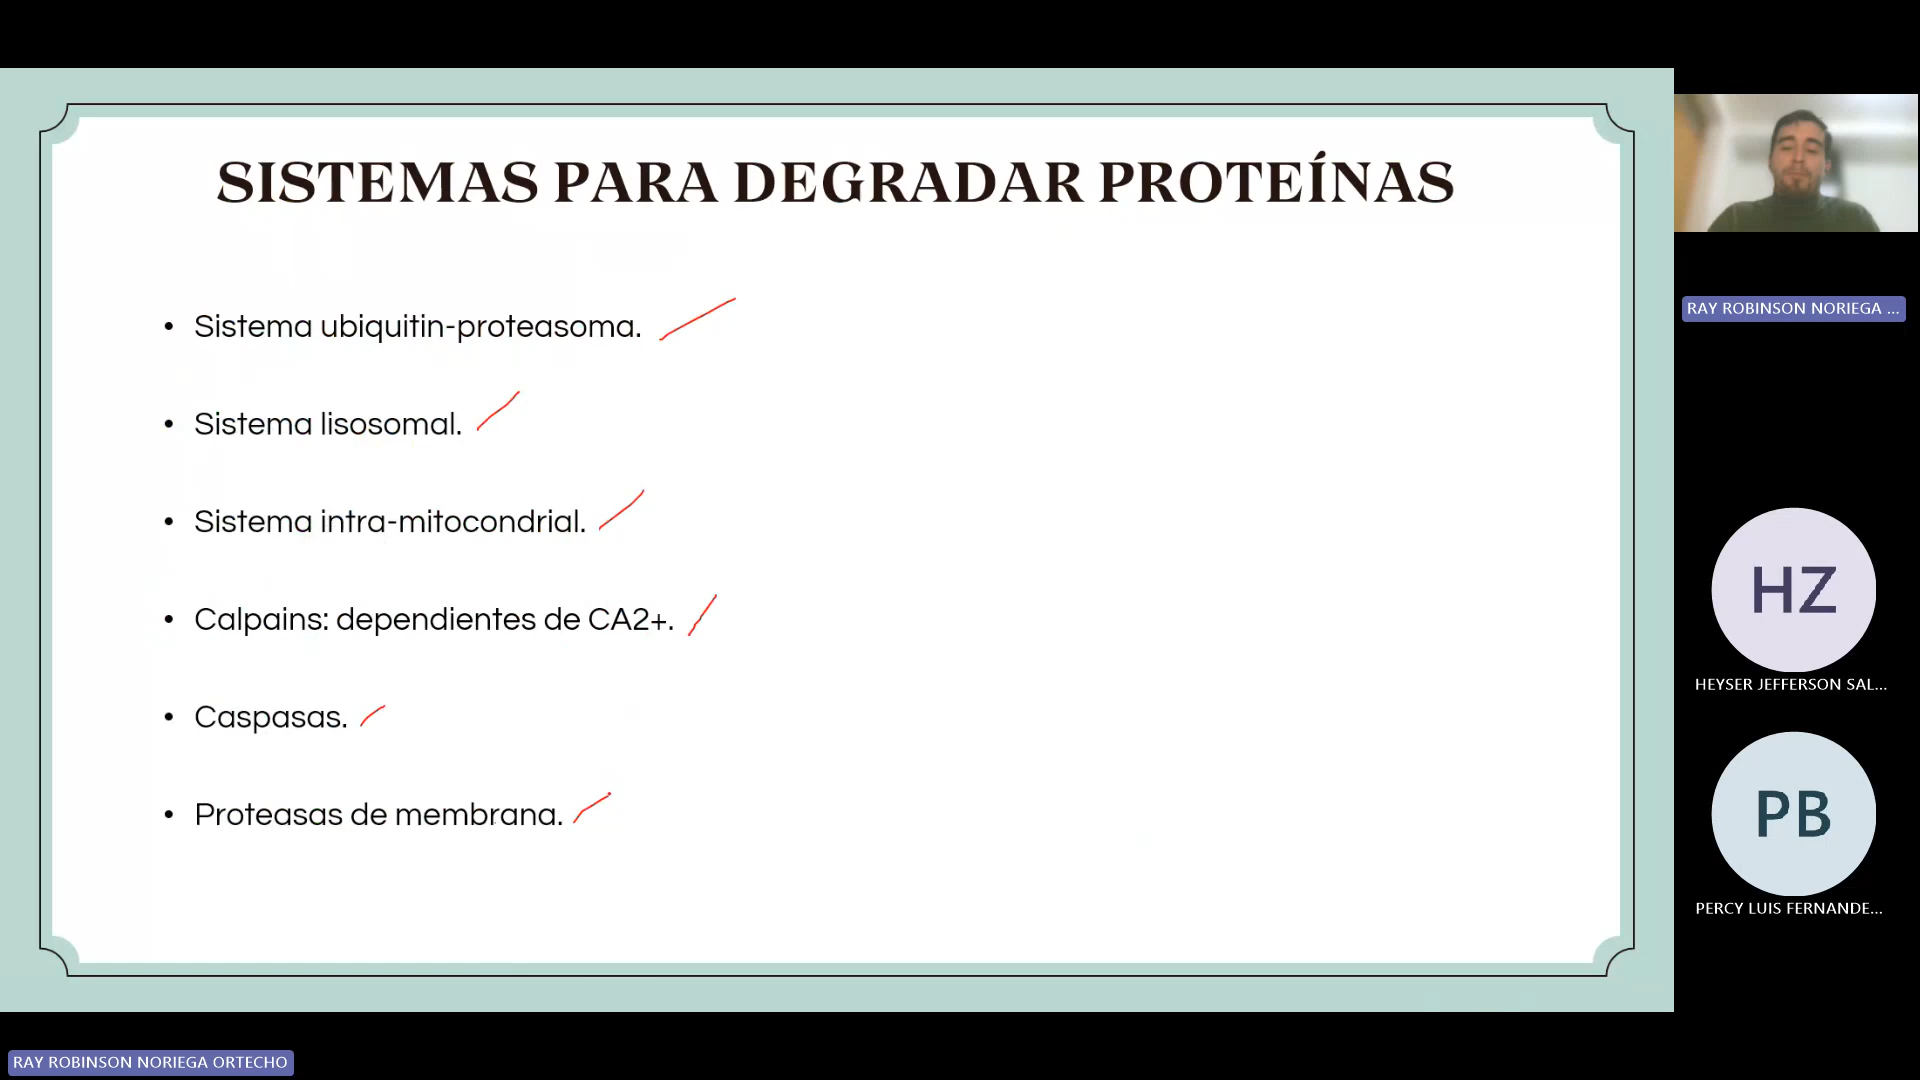 SISTEMAS PARA DEGRADAR PROTEÍNAS
• Sistema ubiquitin-proteasoma.
• Sistema lisosomal.
• Sistema intra-mitocondrial.
• Calpains: dependientes de CA2+.
• Caspasas.
• Proteasas de membrana.
RAY ROBINSON NORIEGA ...
HZ
HEYSER JEFFERSON SAL...
PB
PERCY LUIS FERNANDE...
RAY ROBINSON NORIEGA ORTECHO